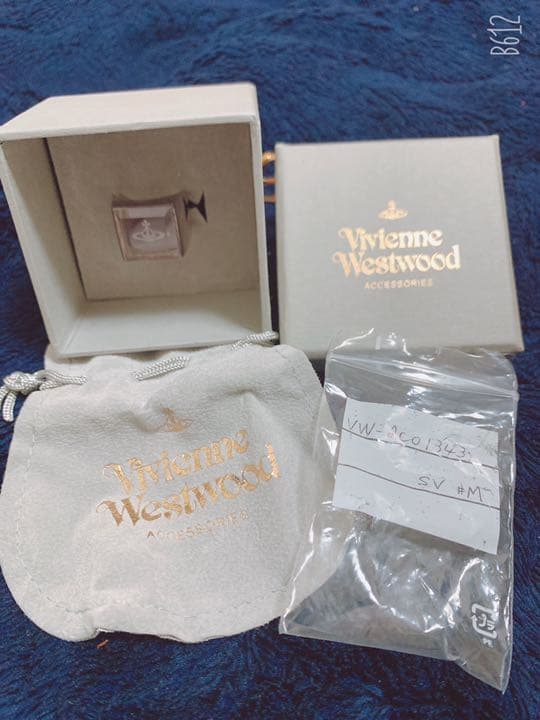 B612
Vivienne
Westwood
ACCESSORIES
Vivienne
Westwood
ACCESSORIES
SV #M